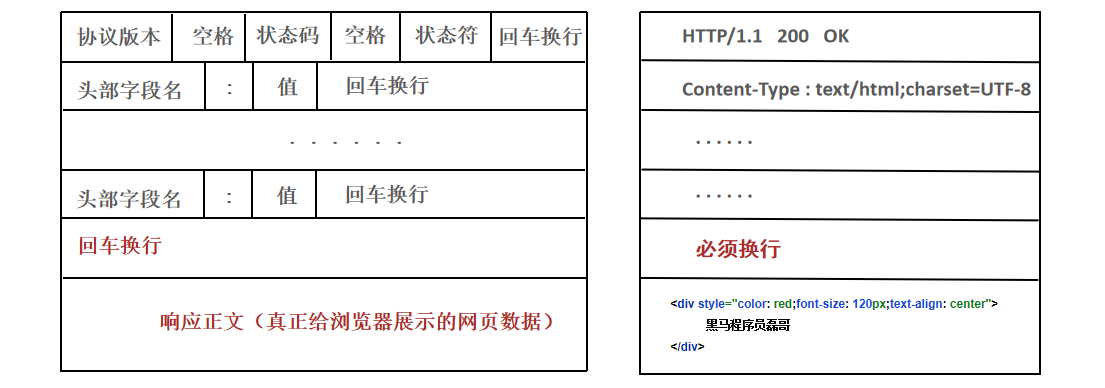 协议版本 空格 状态码 空格 状态符 回车换行
头部字段名 : 值 回车换行
. . . . . .
头部字段名 : 值 回车换行
回车换行
响应正文（真正给浏览器展示的网页数据）
HTTP/1.1 200 OK
Content-Type : text/html;charset=UTF-8
. . . . . .
. . . . . .
必须换行
<div style="color: red;font-size: 120px;text-align: center">
黑马程序员磊哥
</div>